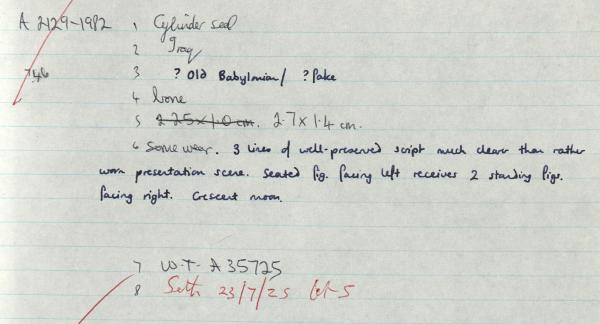 A 2129-1982 1 Cylinder seal
2 Iraq
746 3 ? Old Babylonian / ? fake
4 bone
5 2.25 x 1.0 cm. 2.7 x 1.4 cm.
6 Some wear. 3 lines of well-preserved script much clearer than rather
worn presentation scene. Seated fig. facing left receives 2 standing figs.
facing right. Crescent moon.
7 W.T. A 35725
8 Soth 23/7/25 lot 5